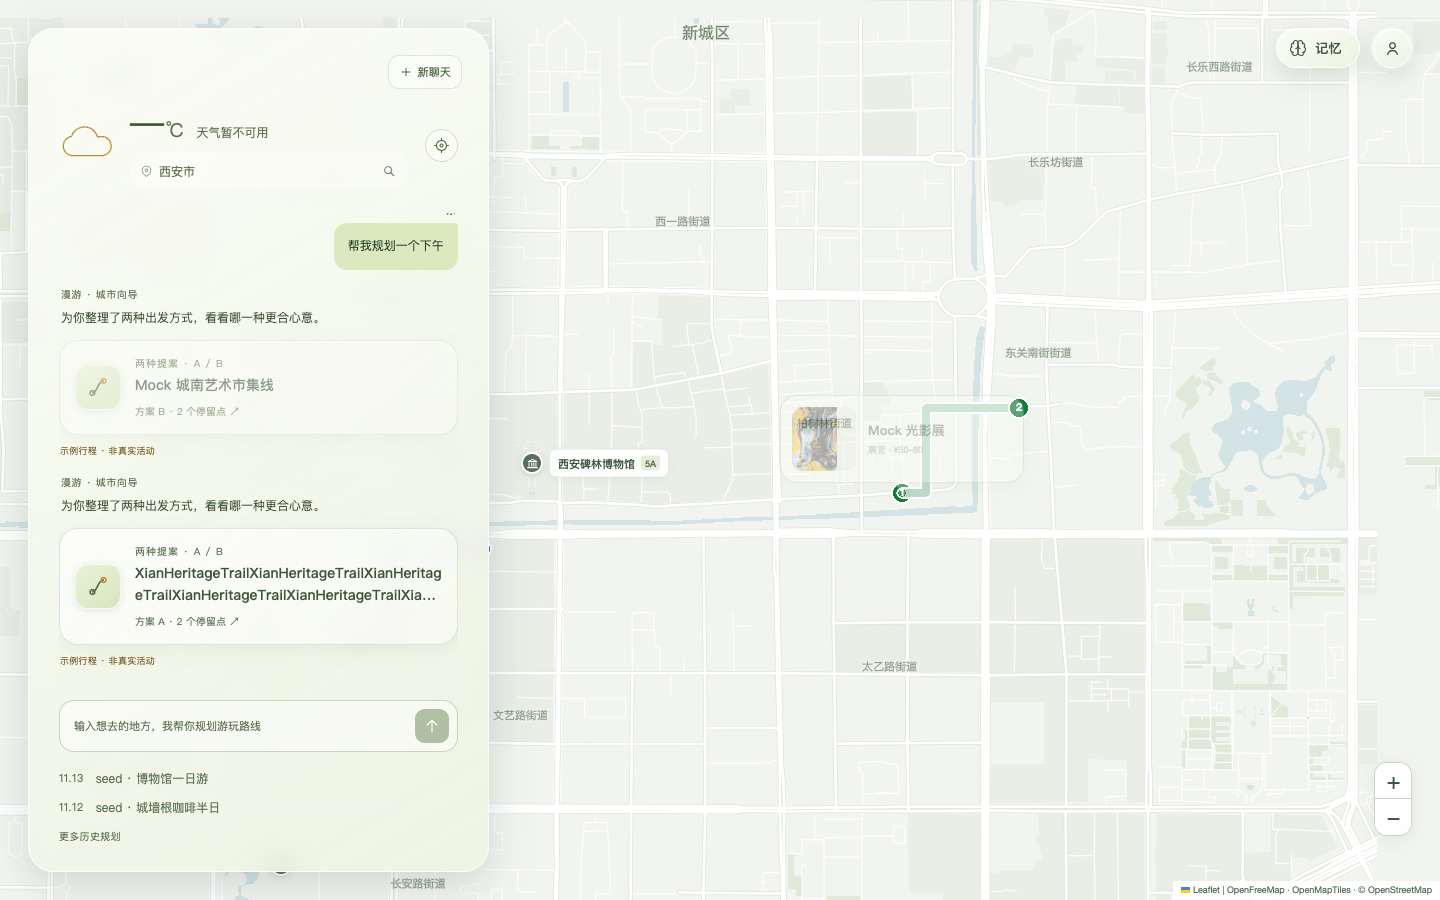 新聊天
℃ 天气暂不可用
西安市
帮我规划一个下午
漫游 · 城市向导
为你整理了两种出发方式，看看哪一种更合心意。
两种提案 · A / B
Mock 城南艺术市集线
方案 B · 2 个停留点 ↗
示例行程 · 非真实活动
漫游 · 城市向导
为你整理了两种出发方式，看看哪一种更合心意。
两种提案 · A / B
XianHeritageTrailXianHeritageTrailXianHeritag
eTrailXianHeritageTrailXianHeritageTrailXia...
方案 A · 2 个停留点 ↗
示例行程 · 非真实活动
输入想去的地方，我帮你规划游玩路线
11.13 seed · 博物馆一日游
11.12 seed · 城墙根咖啡半日
更多历史规划
新城区
记忆
长乐西路街道
长乐坊街道
西一路街道
东关南街街道
2
Mock 光影展
展览 · ¥50–80
西安碑林博物馆 5A
太乙路街道
文艺路街道
长安路街道
+
−
Leaflet | OpenFreeMap · OpenMapTiles · © OpenStreetMap